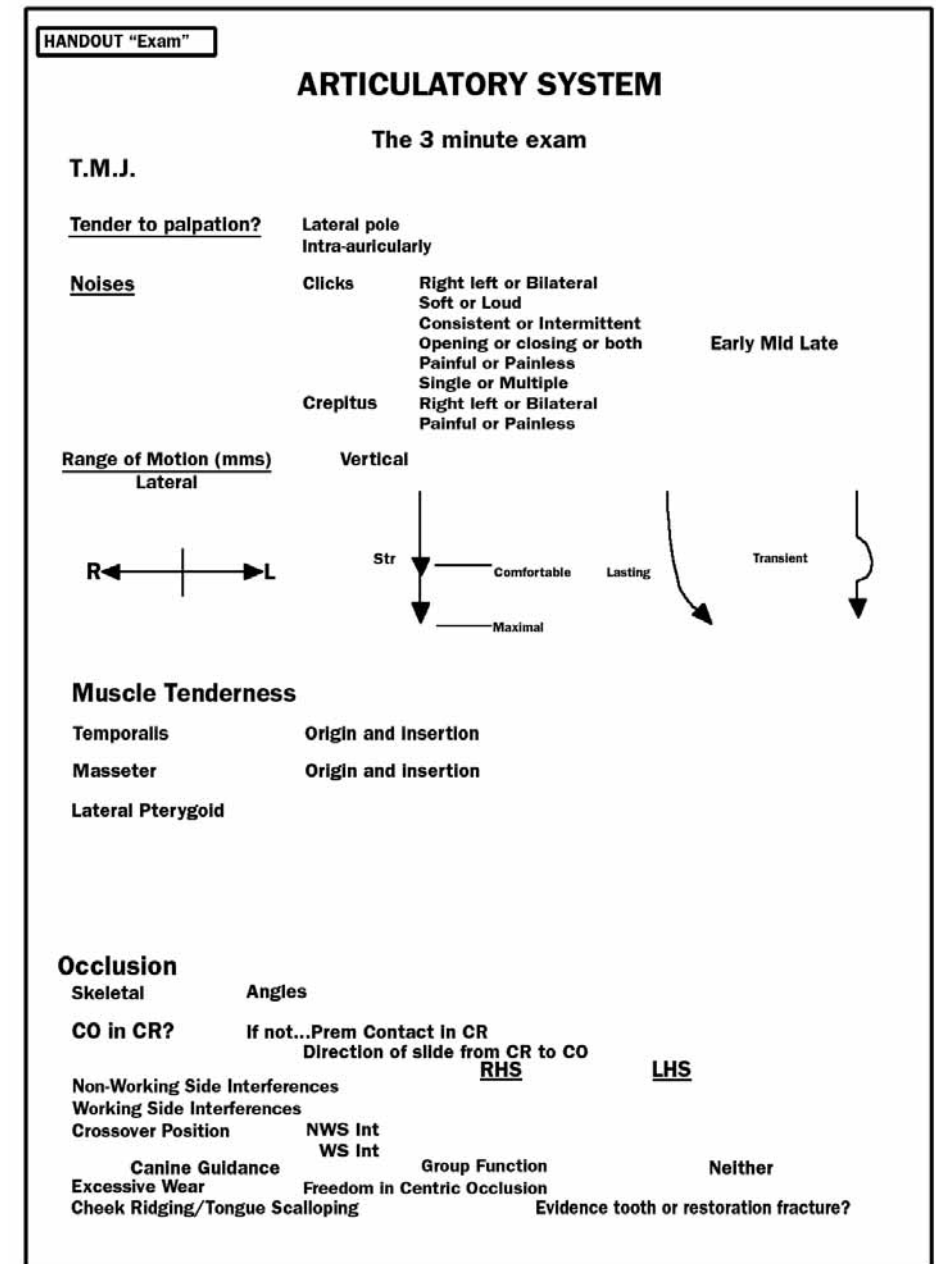 HANDOUT “Exam”
ARTICULATORY SYSTEM
The 3 minute exam
T.M.J.
Tender to palpation? Lateral pole
Intra-auricularly
Noises Clicks Right left or Bilateral
Soft or Loud
Consistent or Intermittent
Opening or closing or both Early Mid Late
Painful or Painless
Single or Multiple
Crepitus Right left or Bilateral
Painful or Painless
Range of Motion (mms) Vertical
Lateral
R L Str Comfortable Lasting Transient
Maximal
Muscle Tenderness
Temporalis Origin and insertion
Masseter Origin and insertion
Lateral Pterygoid
Occlusion
Skeletal Angles
CO in CR? If not...Prem Contact in CR
Direction of slide from CR to CO
RHS LHS
Non-Working Side Interferences
Working Side Interferences
Crossover Position NWS Int
WS Int
Canine Guidance Group Function Neither
Excessive Wear Freedom in Centric Occlusion
Cheek Ridging/Tongue Scalloping Evidence tooth or restoration fracture?